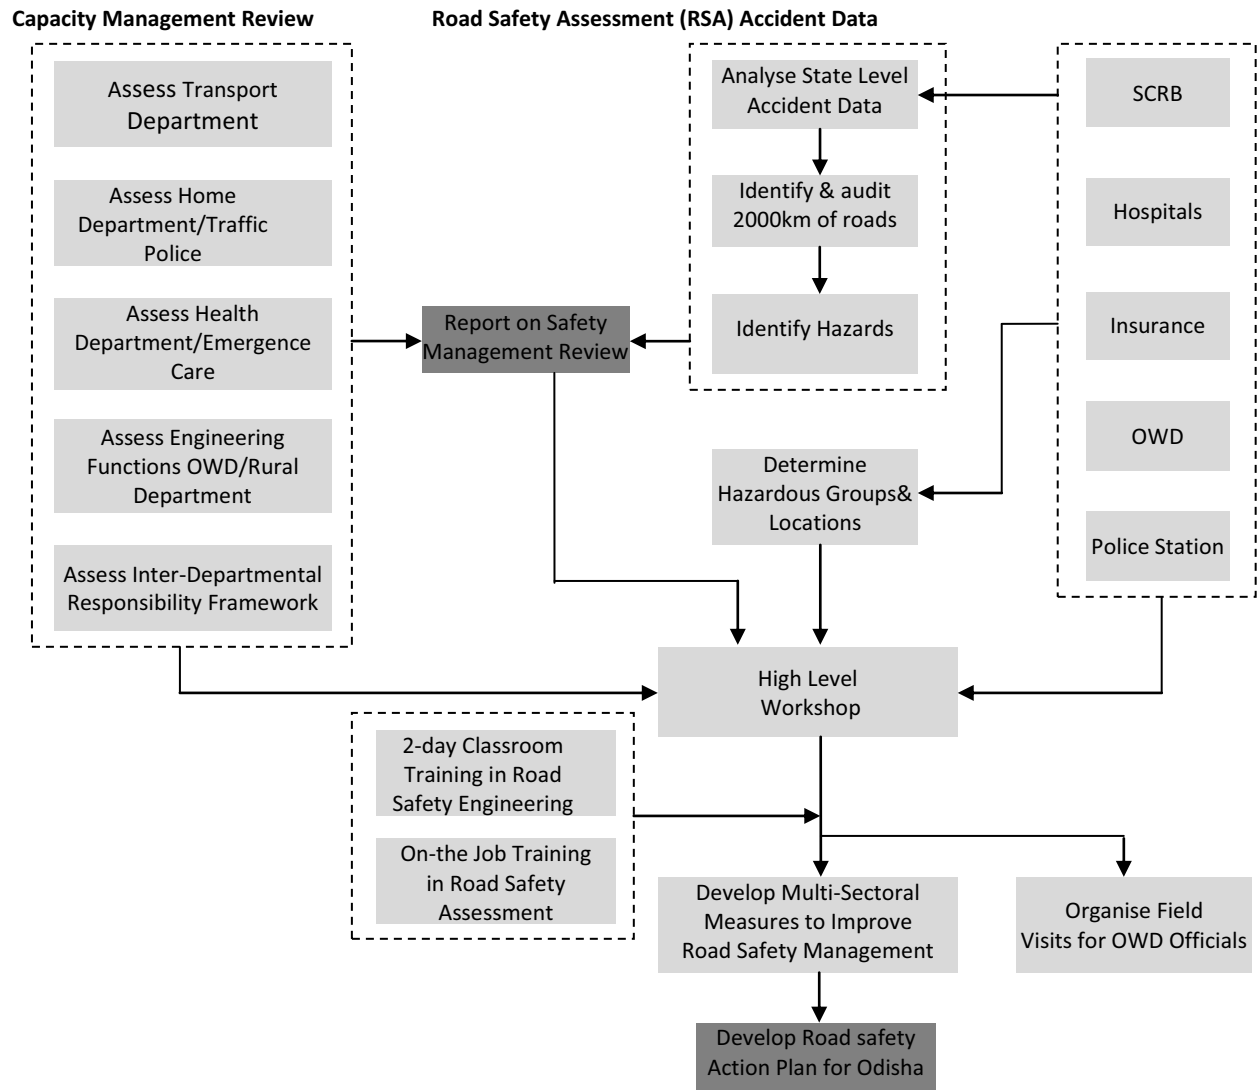 Capacity Management Review
Road Safety Assessment (RSA) Accident Data
Assess Transport
Department
Assess Home
Department/Traffic
Police
Assess Health
Department/Emergence
Care
Assess Engineering
Functions OWD/Rural
Department
Assess Inter-Departmental
Responsibility Framework
Report on Safety
Management Review
Analyse State Level
Accident Data
Identify & audit
2000km of roads
Identify Hazards
Determine
Hazardous Groups&
Locations
SCRB
Hospitals
Insurance
OWD
Police Station
High Level
Workshop
2-day Classroom
Training in Road
Safety Engineering
On-the Job Training
in Road Safety
Assessment
Develop Multi-Sectoral
Measures to Improve
Road Safety Management
Organise Field
Visits for OWD Officials
Develop Road safety
Action Plan for Odisha